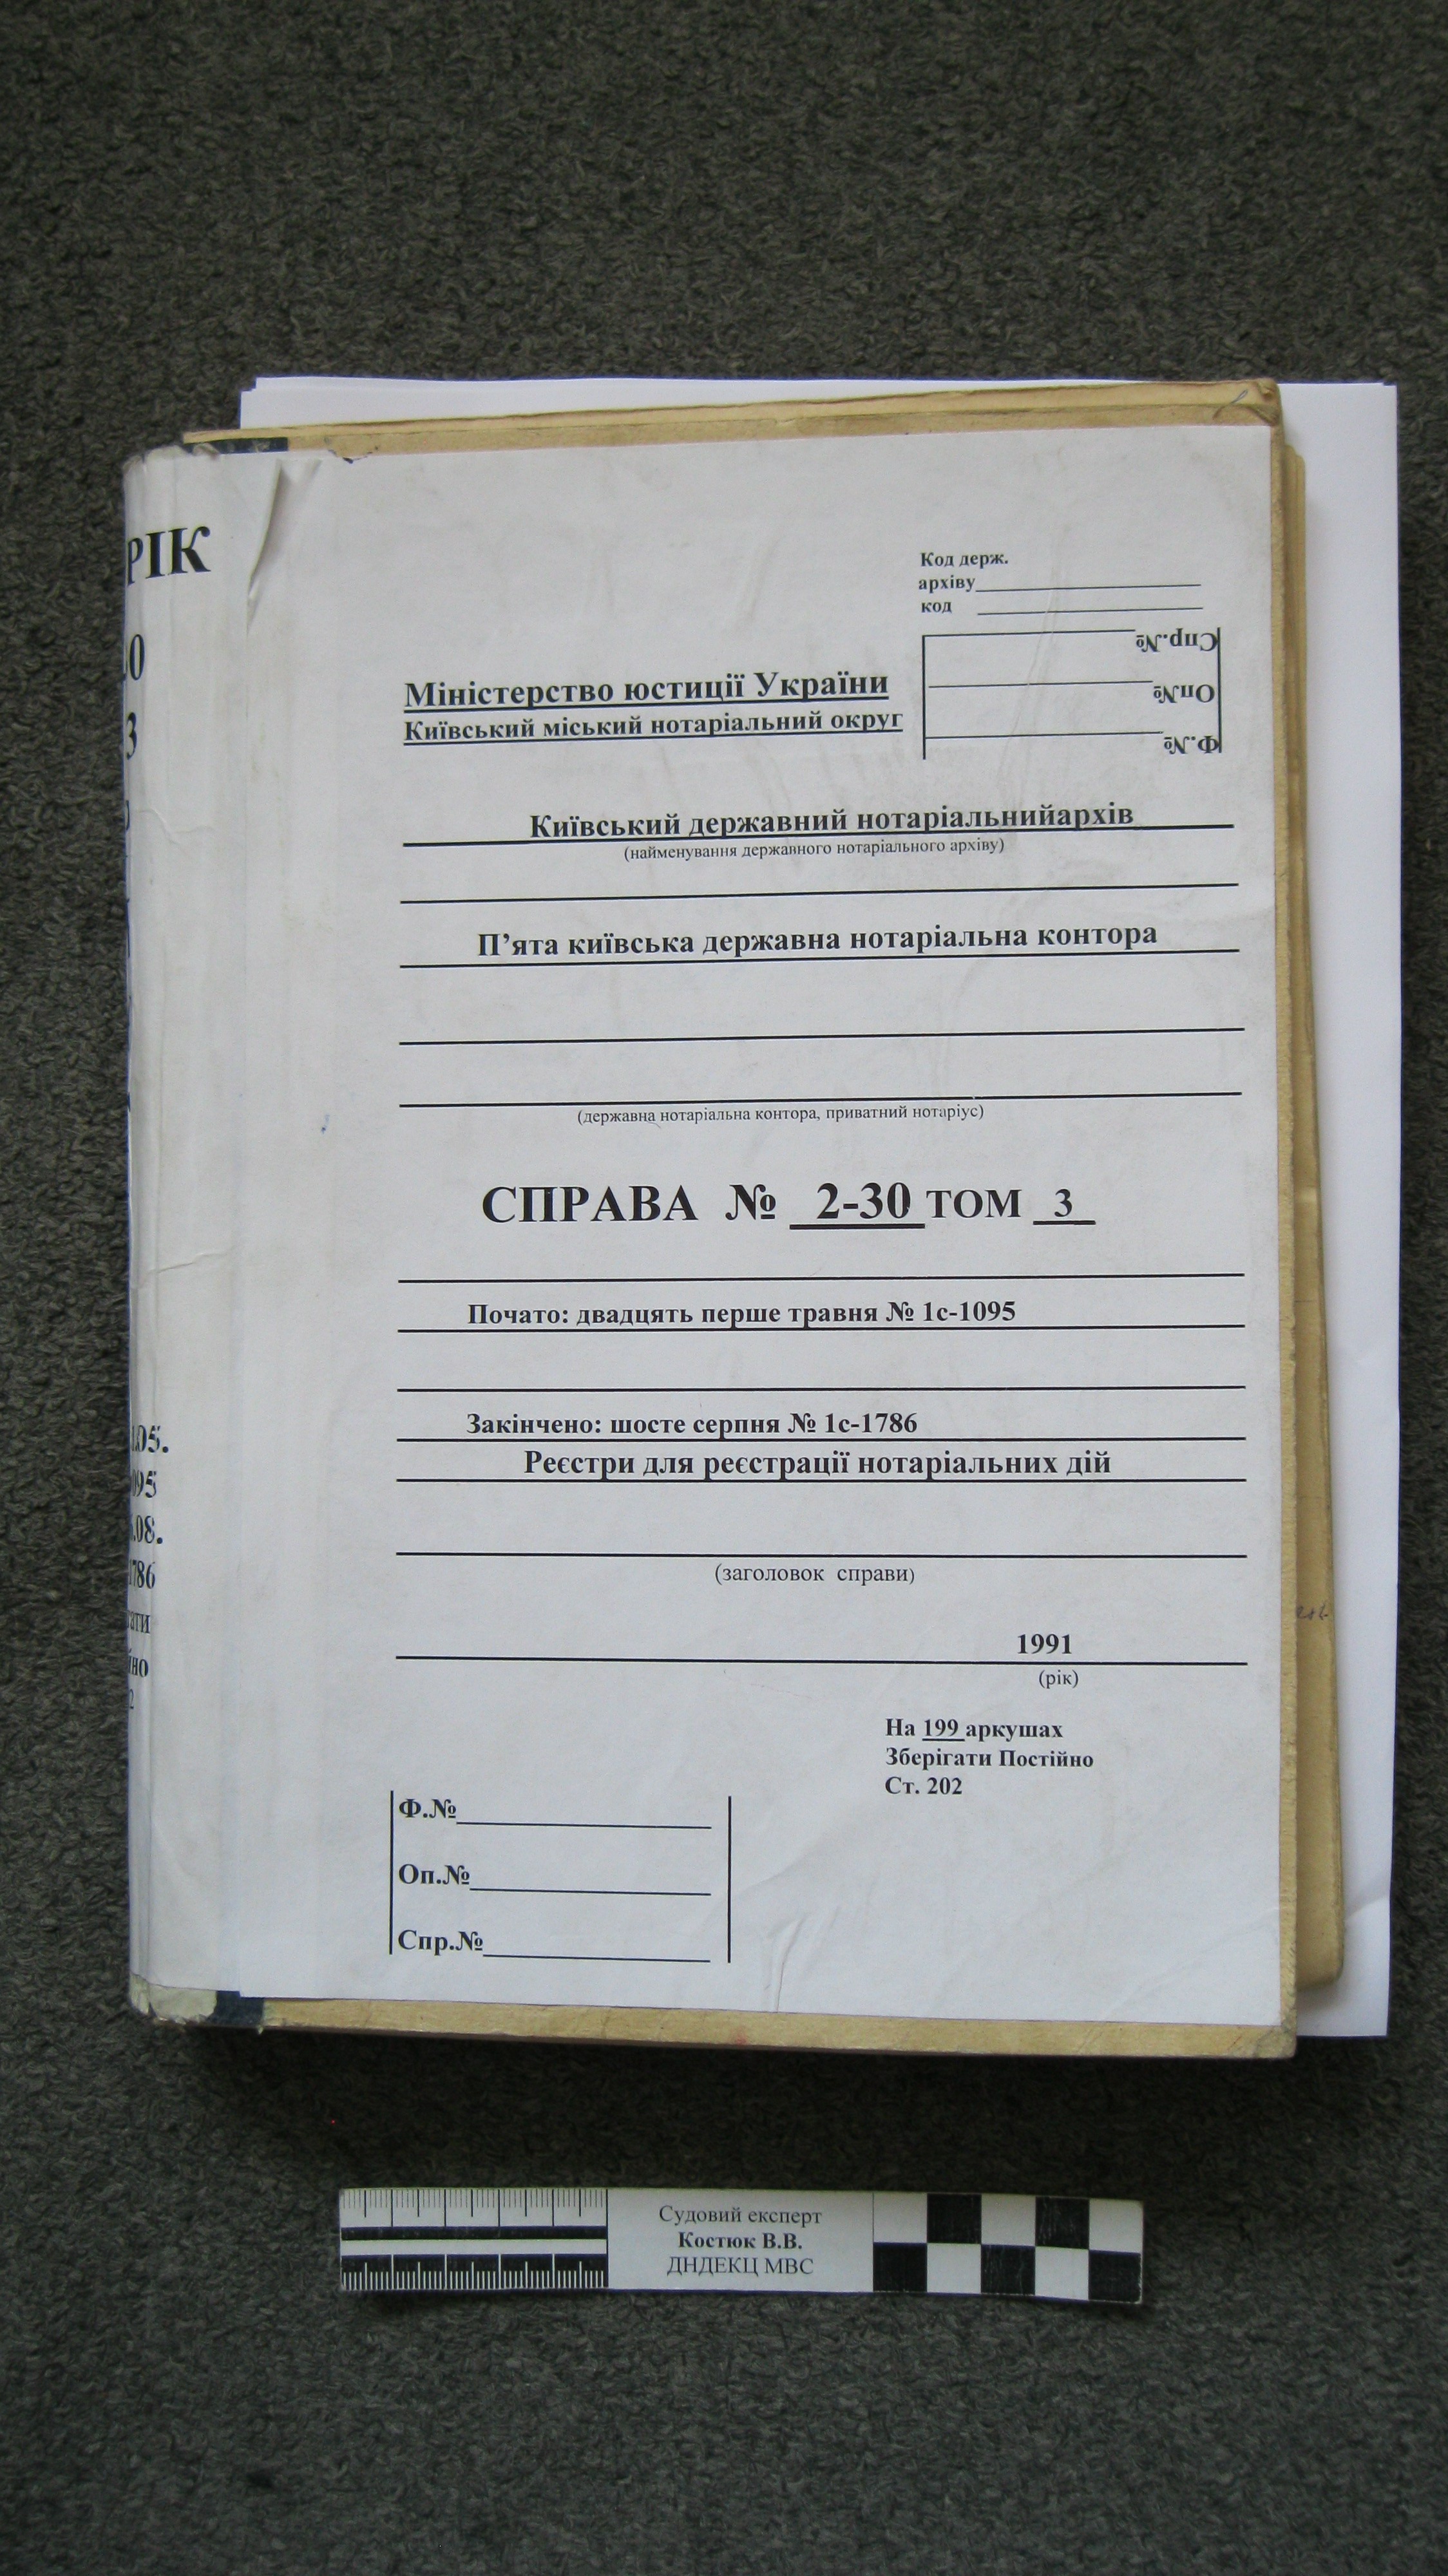 РІК
Код держ.
архіву
код
Спр.№
Оп№
Ф.№
Міністерство юстиції України
Київський міський нотаріальний округ
Київський державний нотаріальнийархів
(найменування державного нотаріального архіву)
П’ята київська державна нотаріальна контора
(державна нотаріальна контора, приватний нотаріус)
СПРАВА № 2-30 ТОМ 3
Почато: двадцять перше травня № 1с-1095
Закінчено: шосте серпня № 1с-1786
Реєстри для реєстрації нотаріальних дій
(заголовок справи)
1991
(рік)
На 199 аркушах
Зберігати Постійно
Ст. 202
Ф.№
Оп.№
Спр.№
Судовий експерт
Костюк В.В.
ДНДЕКЦ МВС